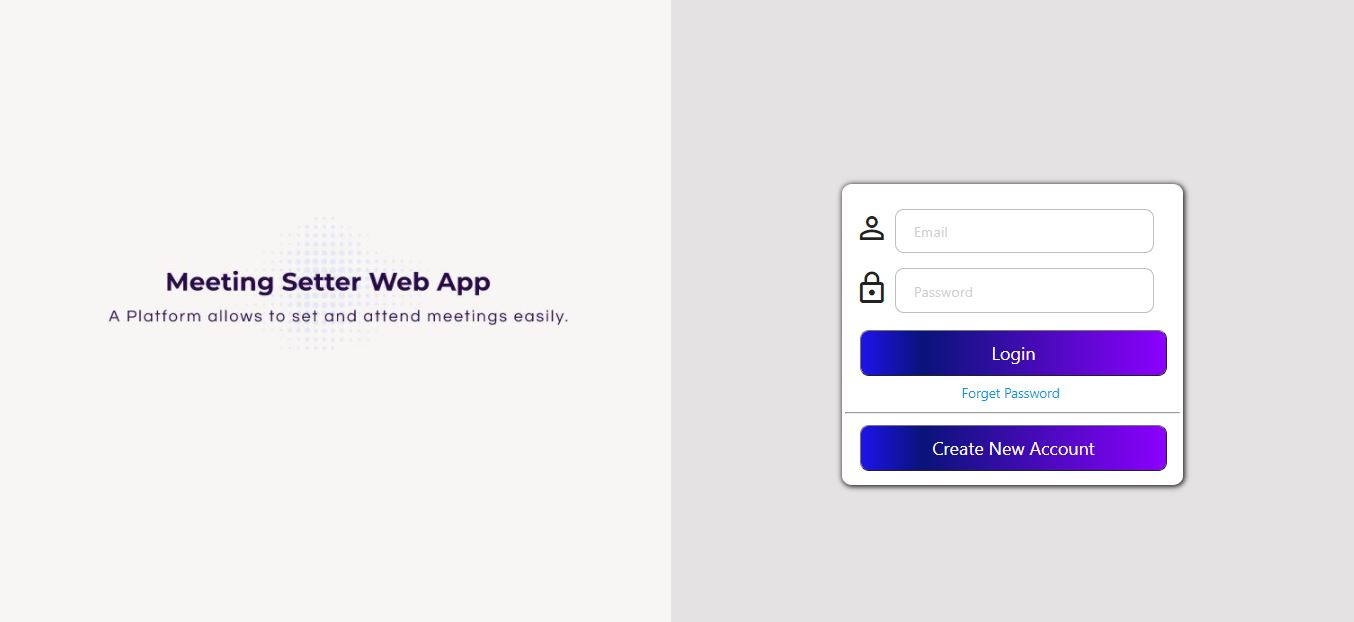 Meeting Setter Web App
A Platform allows to set and attend meetings easily.
Email
Password
Login
Forget Password
Create New Account